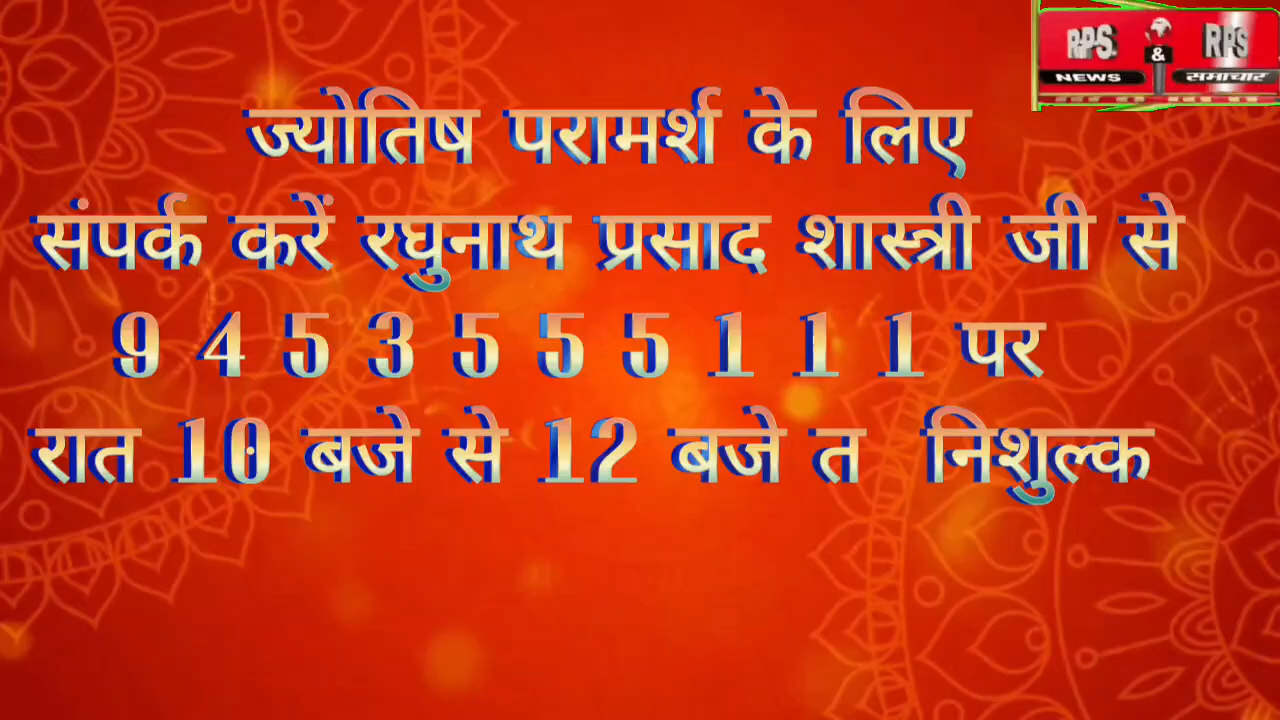 RPS & RPS
NEWS समाचार
ज्योतिष परामर्श के लिए
संपर्क करें रघुनाथ प्रसाद शास्त्री जी से
9 4 5 3 5 5 5 1 1 1 पर
रात 10 बजे से 12 बजे त निशुल्क